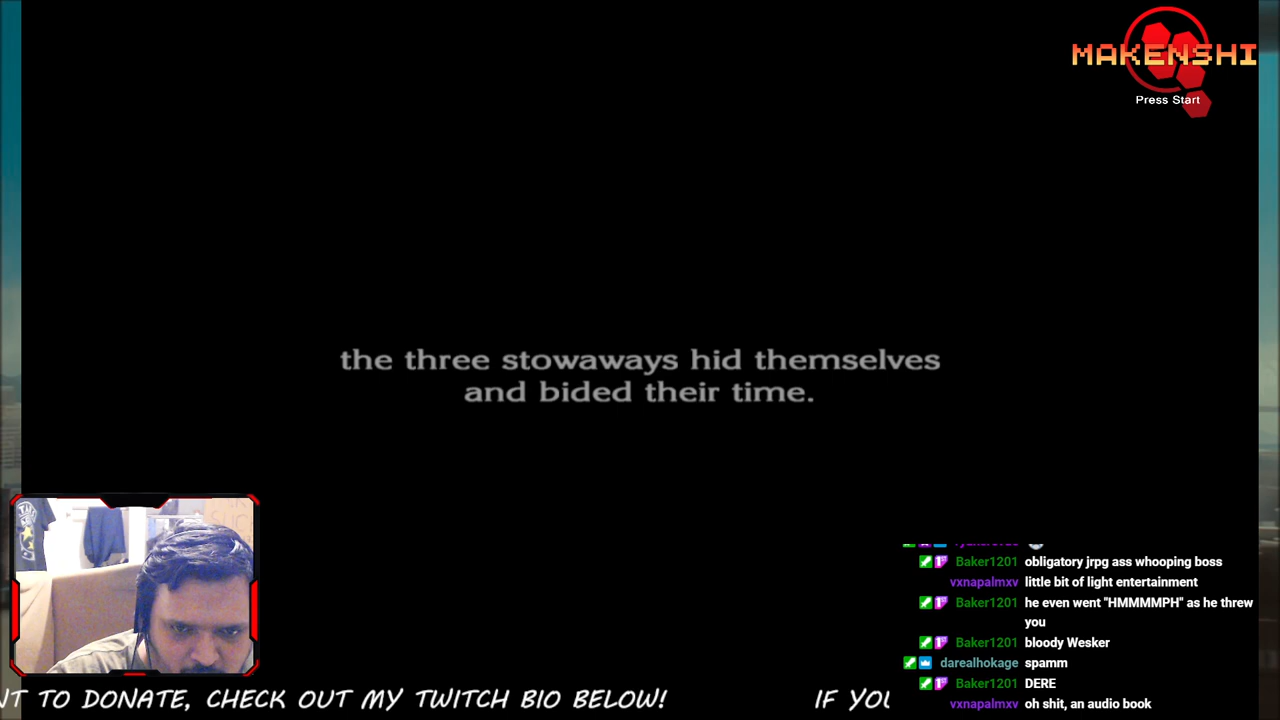 MAKENSHI
Press Start
the three stowaways hid themselves
and bided their time.
Baker1201 obligatory jrpg ass whooping boss
vxnapalmxv little bit of light entertainment
Baker1201 he even went "HMMMMPH" as he threw
you
Baker1201 bloody Wesker
darealhokage spamm
Baker1201 DERE
vxnapalmxv oh shit, an audio book
NT TO DONATE, CHECK OUT MY TWITCH BIO BELOW! IF YOU